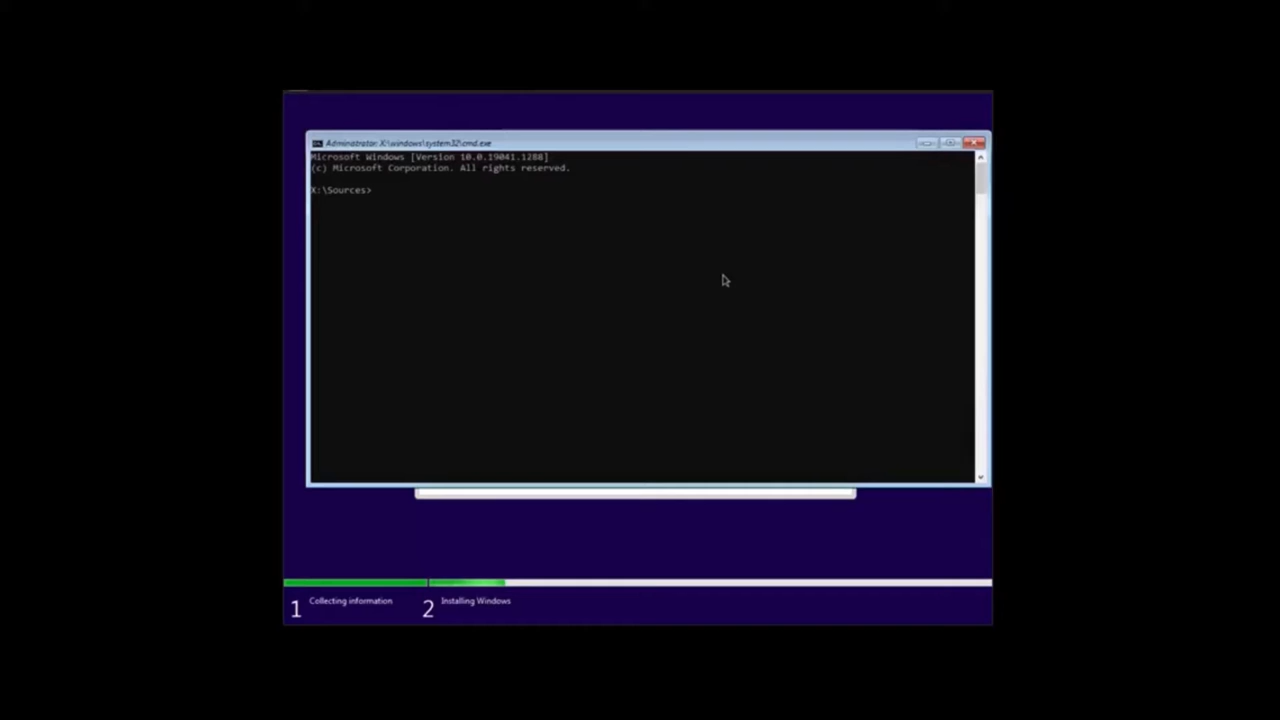 Administrator: X:\windows\system32\cmd.exe
Microsoft Windows [Version 10.0.19041.1288]
(c) Microsoft Corporation. All rights reserved.
X:\Sources>
1 Collecting information
2 Installing Windows